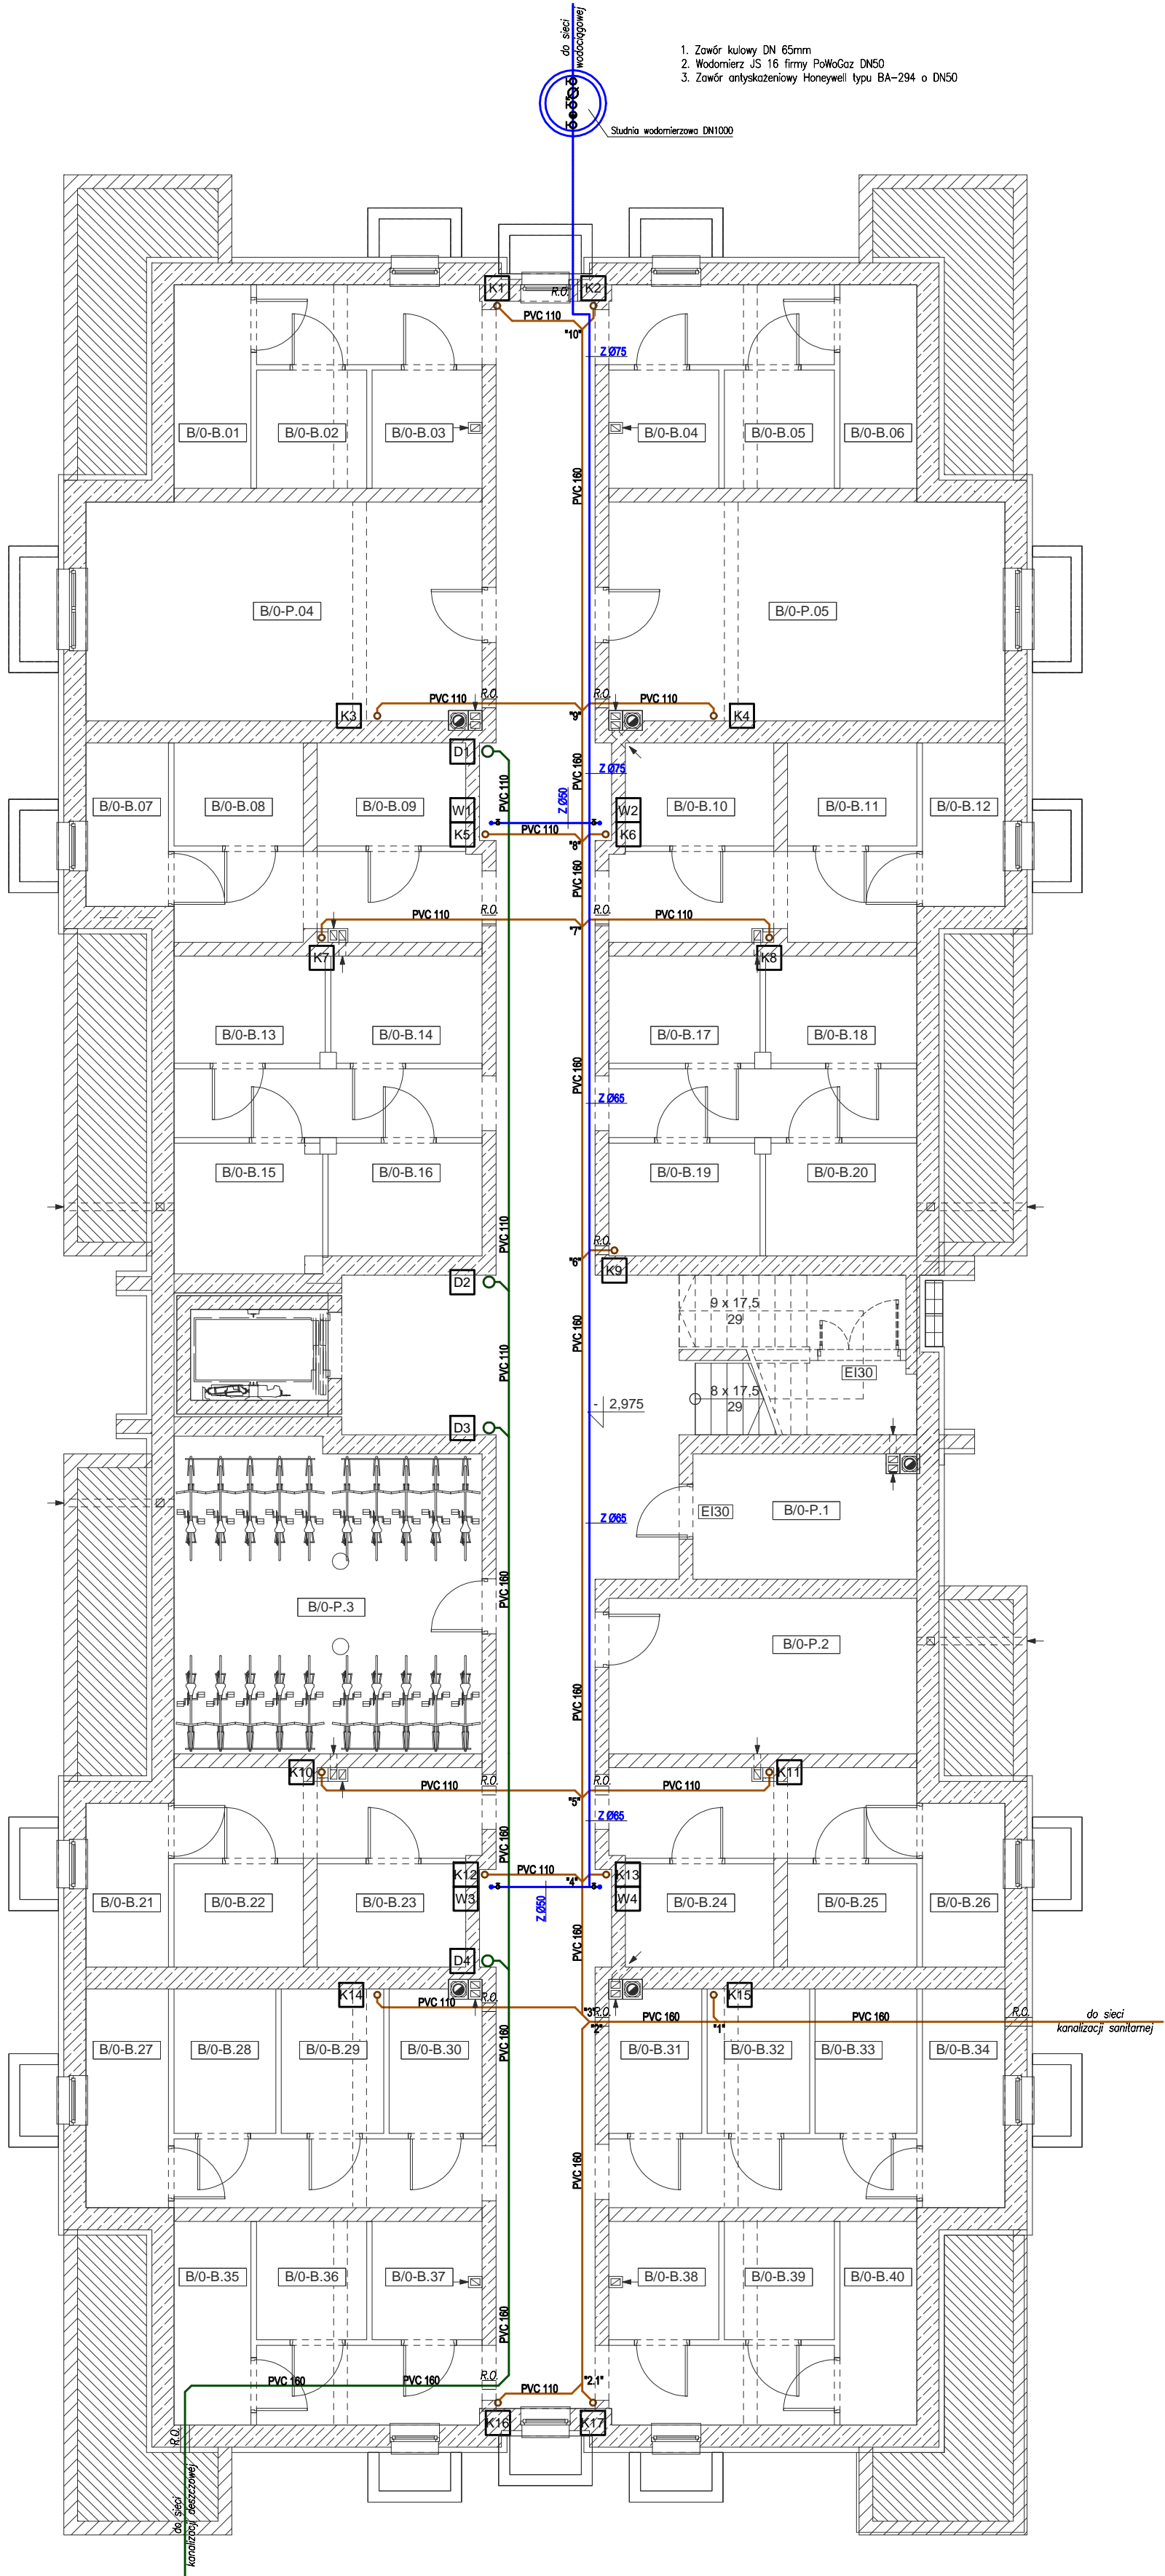 do sieci
wodociągowej
1. Zawór kulowy DN 65mm
2. Wodomierz JS 16 firmy PoWoGaz DN50
3. Zawór antyskażeniowy Honeywell typu BA-294 o DN50
Studnia wodomierzowa DN1000
K1
R.O.
K2
PVC 110
"10"
Z Ø75
B/0-B.01
B/0-B.02
B/0-B.03
B/0-B.04
B/0-B.05
B/0-B.06
PVC 160
B/0-P.04
B/0-P.05
PVC 110
R.O.
R.O.
PVC 110
K3
"9"
K4
D1
PVC 110
PVC 160
Z Ø75
Z Ø50
B/0-B.07
B/0-B.08
B/0-B.09
W1
W2
B/0-B.10
B/0-B.11
B/0-B.12
K5
PVC 110
"8"
K6
PVC 160
R.O.
R.O.
PVC 110
PVC 110
"7"
K7
K8
B/0-B.13
B/0-B.14
B/0-B.17
B/0-B.18
PVC 160
Z Ø65
B/0-B.15
B/0-B.16
B/0-B.19
B/0-B.20
PVC 110
R.O.
"6"
K9
D2
9 x 17,5
29
PVC 110
PVC 160
EI30
8 x 17,5
29
- 2,975
D3
EI30
B/0-P.1
Z Ø65
PVC 160
B/0-P.3
B/0-P.2
PVC 160
K10
R.O.
R.O.
K11
PVC 110
PVC 110
"5"
Z Ø65
PVC 160
K12
PVC 110
"4"
K13
B/0-B.21
B/0-B.22
B/0-B.23
W3
Z Ø50
W4
B/0-B.24
B/0-B.25
B/0-B.26
PVC 160
D4
K14
R.O.
K15
PVC 110
"3"
R.O.
PVC 160
PVC 160
R.O.
do sieci
kanalizacji sanitarnej
"2"
"1"
B/0-B.27
B/0-B.28
B/0-B.29
B/0-B.30
PVC 160
B/0-B.31
B/0-B.32
B/0-B.33
B/0-B.34
PVC 160
B/0-B.35
B/0-B.36
B/0-B.37
B/0-B.38
B/0-B.39
B/0-B.40
PVC 160
PVC 160
PVC 160
R.O.
"2.1"
PVC 110
K16
K17
R.O.
do sieci
kanalizacji deszczowej